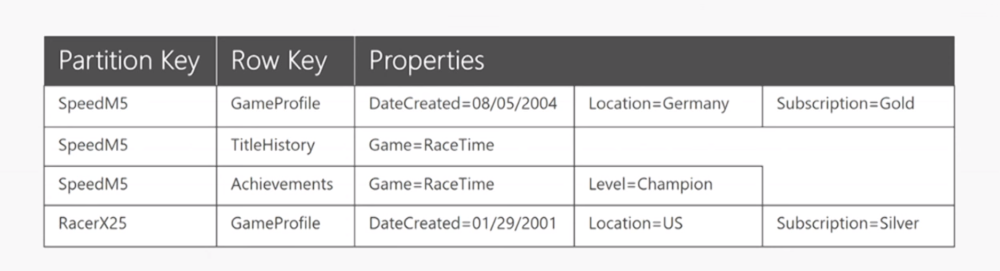 Partition Key Row Key Properties
SpeedM5 GameProfile DateCreated=08/05/2004 Location=Germany Subscription=Gold
SpeedM5 TitleHistory Game=RaceTime
SpeedM5 Achievements Game=RaceTime Level=Champion
RacerX25 GameProfile DateCreated=01/29/2001 Location=US Subscription=Silver